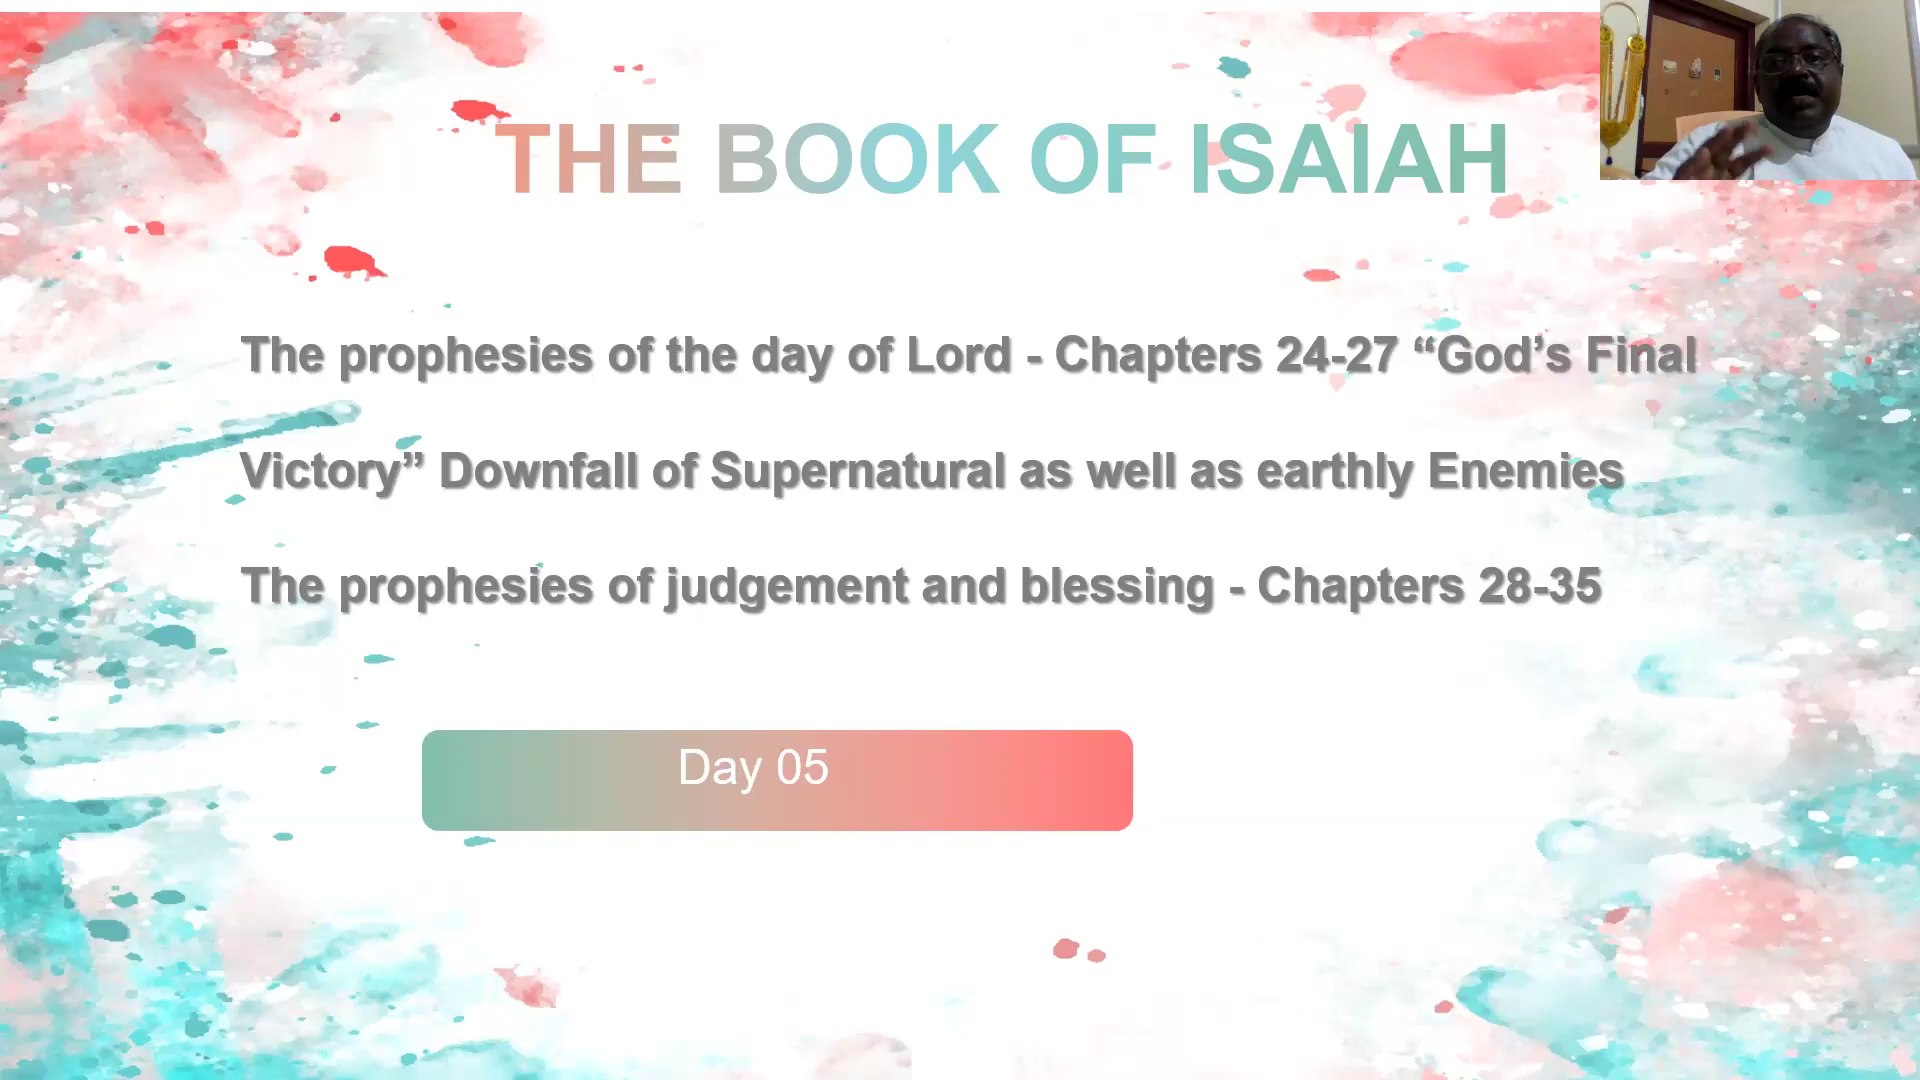 THE BOOK OF ISAIAH
The prophesies of the day of Lord - Chapters 24-27 “God’s Final
Victory” Downfall of Supernatural as well as earthly Enemies
The prophesies of judgement and blessing - Chapters 28-35
Day 05